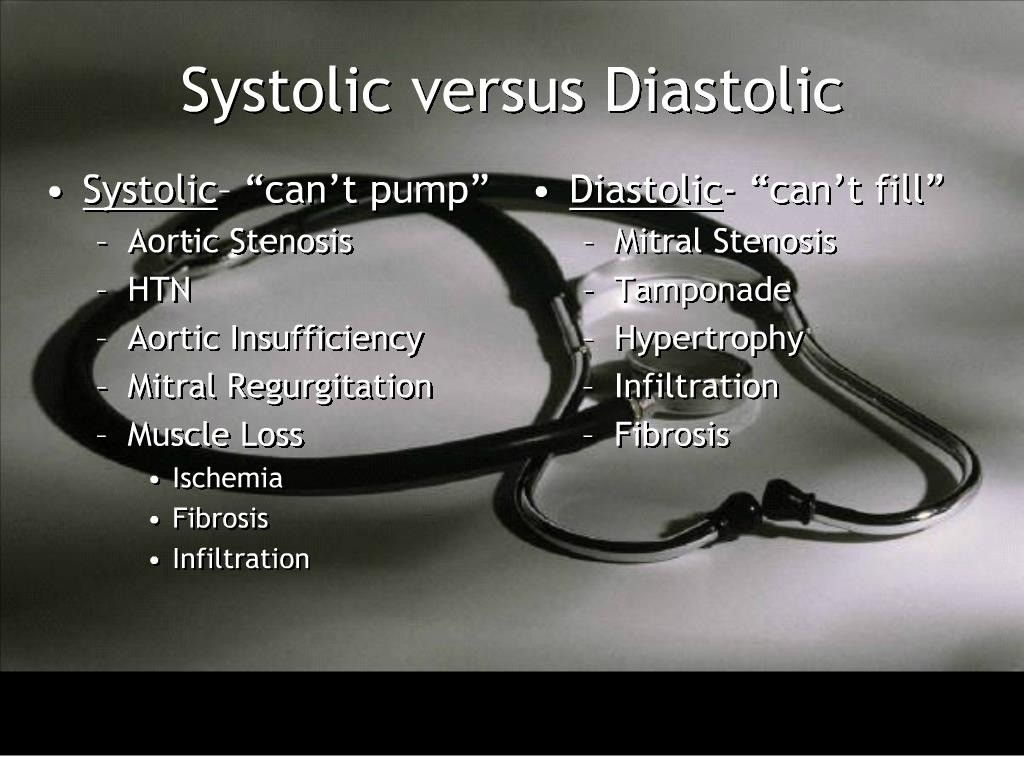 Systolic versus Diastolic
• Systolic– “can’t pump”
– Aortic Stenosis
– HTN
– Aortic Insufficiency
– Mitral Regurgitation
– Muscle Loss
• Ischemia
• Fibrosis
• Infiltration
• Diastolic- “can’t fill”
– Mitral Stenosis
– Tamponade
– Hypertrophy
– Infiltration
– Fibrosis